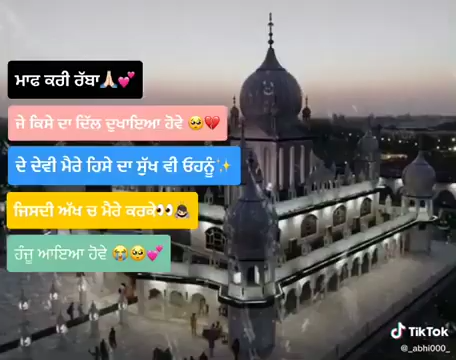 ਮਾਫ ਕਰੀ ਰੱਬਾ🙏🏻💕
ਜੇ ਕਿਸੇ ਦਾ ਦਿੱਲ ਦੁਖਾਇਆ ਹੋਵੇ 🥺💔
ਦੇ ਦੇਵੀ ਮੈਰੇ ਹਿਸੇ ਦਾ ਸੁੱਖ ਵੀ ਓਹਨੂੰ✨
ਜਿਸਦੀ ਅੱਖ ਚ ਮੈਰੇ ਕਰਕੇ👀🙇🏻‍♂️
ਹੰਜੂ ਆਇਆ ਹੋਵੇ 😭🥺💕
TikTok
@_abhi000_